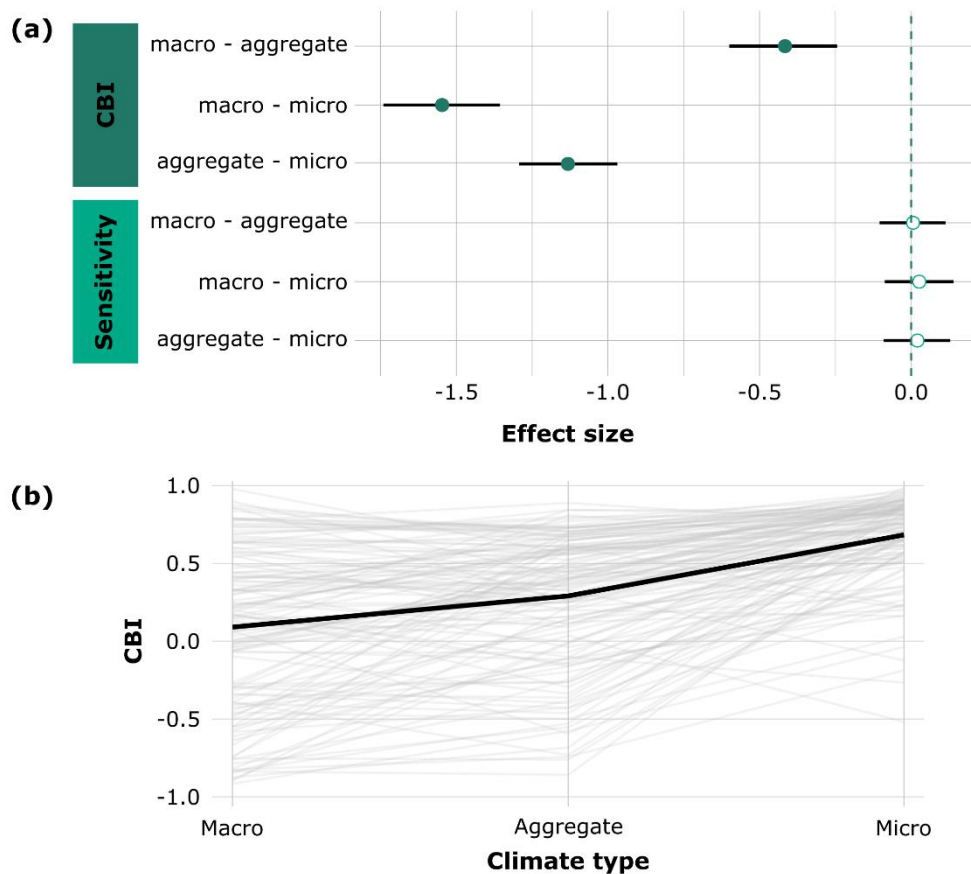 (a)
CBI
macro - aggregate
macro - micro
aggregate - micro
Sensitivity
macro - aggregate
macro - micro
aggregate - micro
-1.5 -1.0 -0.5 0.0
Effect size
(b)
CBI
1.0
0.5
0.0
-0.5
-1.0
Macro Aggregate Micro
Climate type